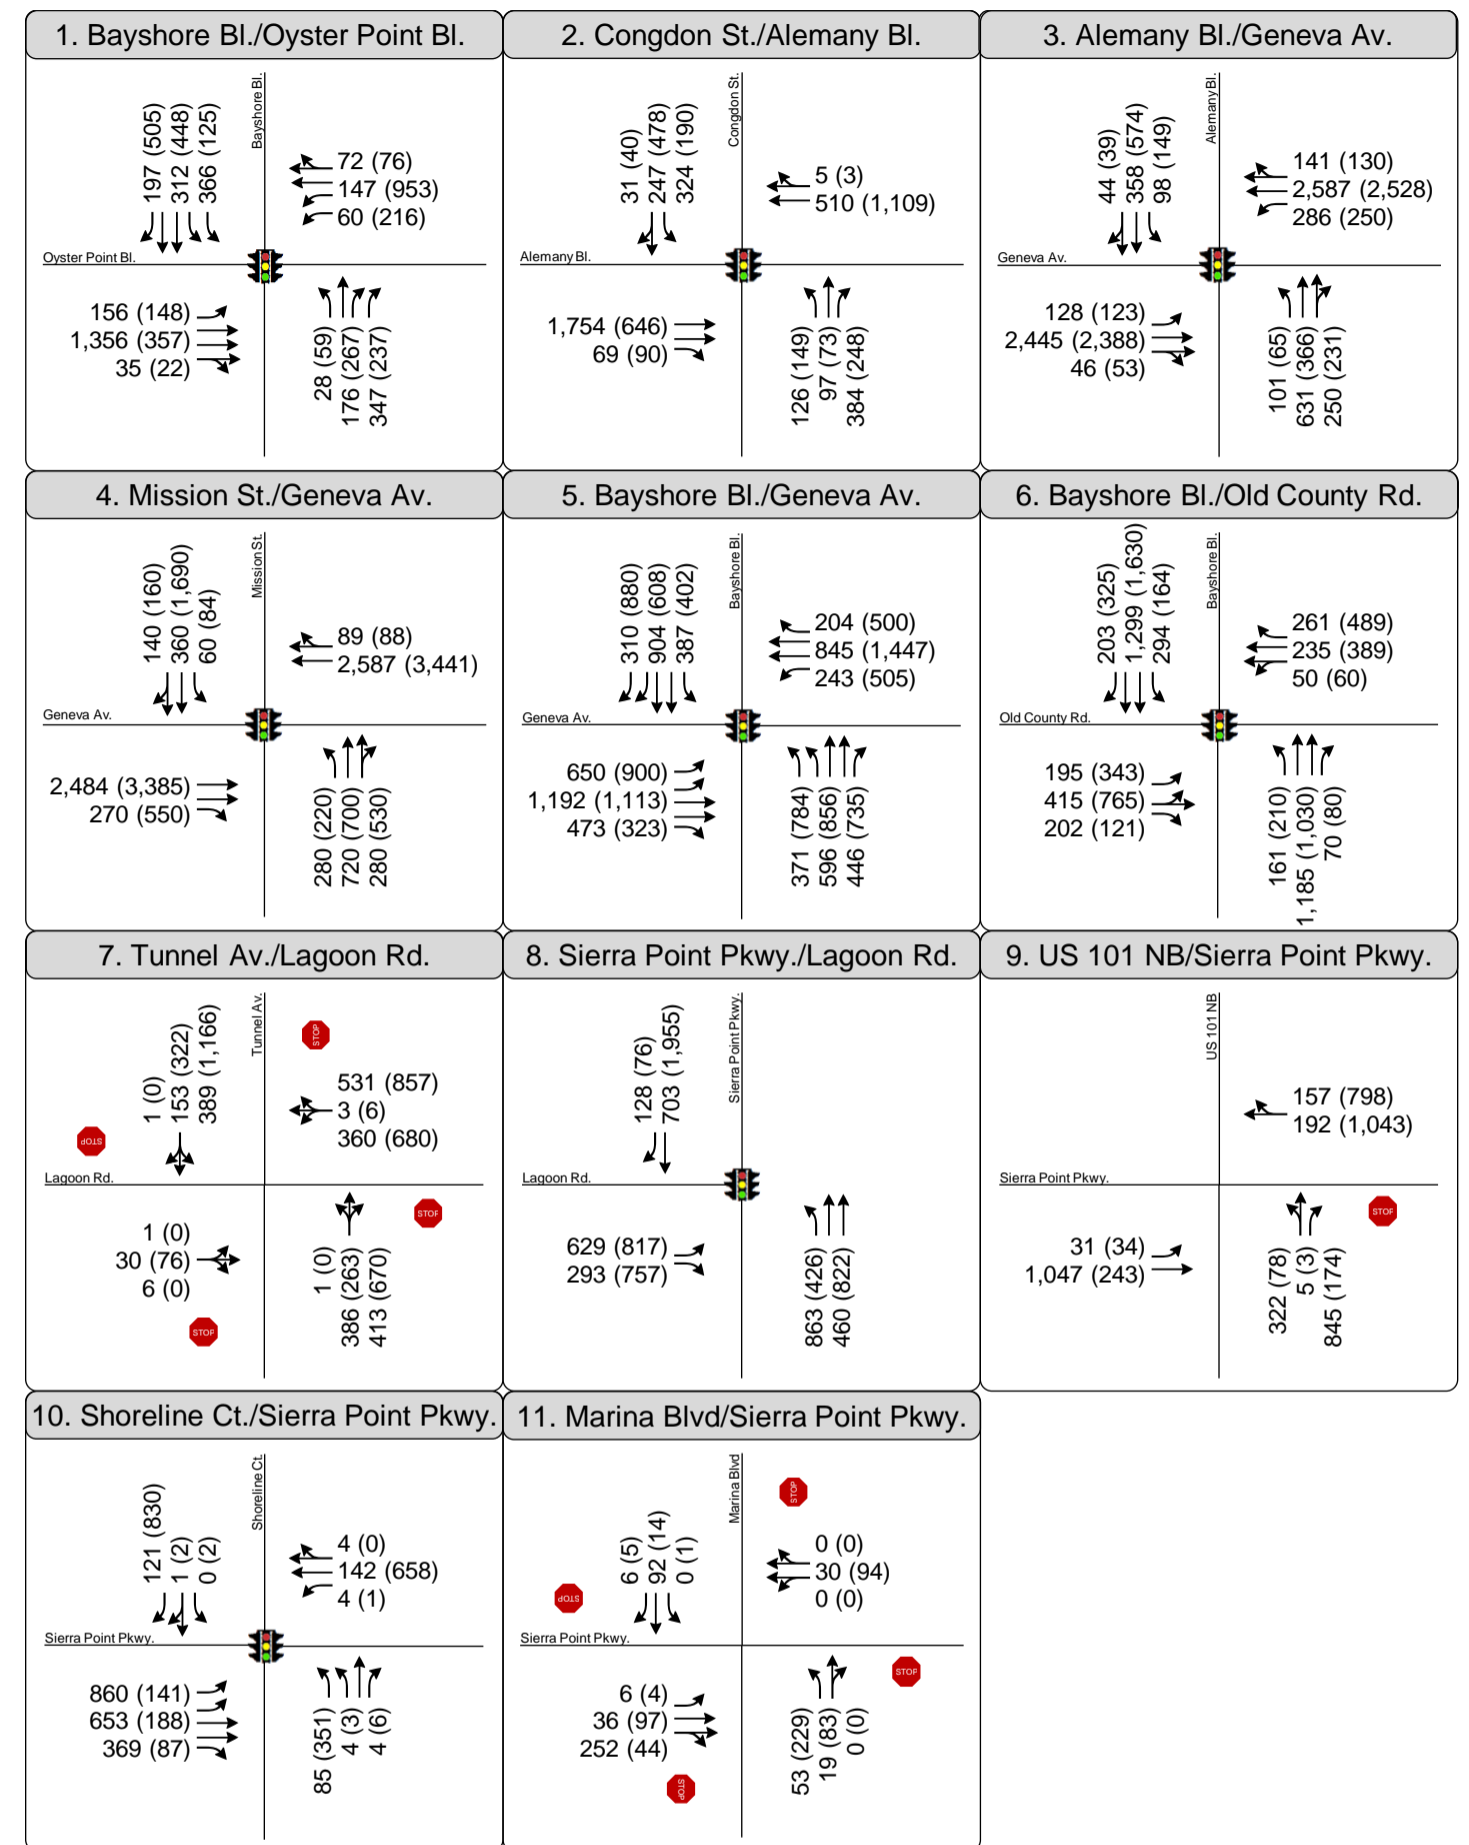 1. Bayshore Bl./Oyster Point Bl.
Bayshore Bl.
197 (505)
312 (448)
366 (125)
72 (76)
147 (953)
60 (216)
Oyster Point Bl.
156 (148)
1,356 (357)
35 (22)
28 (59)
176 (267)
347 (237)
2. Congdon St./Alemany Bl.
Congdon St.
31 (40)
247 (478)
324 (190)
5 (3)
510 (1,109)
Alemany Bl.
1,754 (646)
69 (90)
126 (149)
97 (73)
384 (248)
3. Alemany Bl./Geneva Av.
Alemany Bl.
44 (39)
358 (574)
98 (149)
141 (130)
2,587 (2,528)
286 (250)
Geneva Av.
128 (123)
2,445 (2,388)
46 (53)
101 (65)
631 (366)
250 (231)
4. Mission St./Geneva Av.
Mission St.
140 (160)
360 (1,690)
60 (84)
89 (88)
2,587 (3,441)
Geneva Av.
2,484 (3,385)
270 (550)
280 (220)
720 (700)
280 (530)
5. Bayshore Bl./Geneva Av.
Bayshore Bl.
310 (880)
904 (608)
387 (402)
204 (500)
845 (1,447)
243 (505)
Geneva Av.
650 (900)
1,192 (1,113)
473 (323)
371 (784)
596 (856)
446 (735)
6. Bayshore Bl./Old County Rd.
Bayshore Bl.
203 (325)
1,299 (1,630)
294 (164)
261 (489)
235 (389)
50 (60)
Old County Rd.
195 (343)
415 (765)
202 (121)
161 (210)
1,185 (1,030)
70 (80)
7. Tunnel Av./Lagoon Rd.
Tunnel Av.
1 (0)
153 (322)
389 (1,166)
STOP
531 (857)
3 (6)
360 (680)
STOP
Lagoon Rd.
1 (0)
30 (76)
6 (0)
STOP
1 (0)
386 (263)
413 (670)
STOP
8. Sierra Point Pkwy./Lagoon Rd.
Sierra Point Pkwy.
128 (76)
703 (1,955)
Lagoon Rd.
629 (817)
293 (757)
863 (426)
460 (822)
9. US 101 NB/Sierra Point Pkwy.
US 101 NB
157 (798)
192 (1,043)
Sierra Point Pkwy.
31 (34)
1,047 (243)
322 (78)
5 (3)
845 (174)
STOP
10. Shoreline Ct./Sierra Point Pkwy.
Shoreline Ct.
121 (830)
1 (2)
0 (2)
4 (0)
142 (658)
4 (1)
Sierra Point Pkwy.
860 (141)
653 (188)
369 (87)
85 (351)
4 (3)
4 (6)
11. Marina Blvd/Sierra Point Pkwy.
Marina Blvd
6 (5)
92 (14)
0 (1)
STOP
0 (0)
30 (94)
0 (0)
STOP
Sierra Point Pkwy.
6 (4)
36 (97)
252 (44)
STOP
53 (229)
19 (83)
0 (0)
STOP